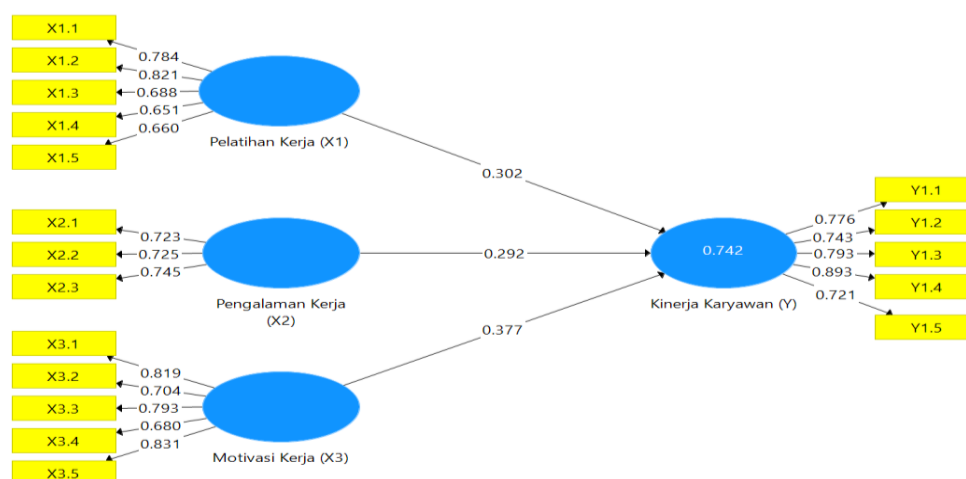 X1.1
X1.2
X1.3
X1.4
X1.5
0.784
0.821
0.688
0.651
0.660
Pelatihan Kerja (X1)
0.302
X2.1
X2.2
X2.3
0.723
0.725
0.745
Pengalaman Kerja
(X2)
0.292
X3.1
X3.2
X3.3
X3.4
X3.5
0.819
0.704
0.793
0.680
0.831
Motivasi Kerja (X3)
0.377
0.742
Kinerja Karyawan (Y)
0.776
0.743
0.793
0.893
0.721
Y1.1
Y1.2
Y1.3
Y1.4
Y1.5